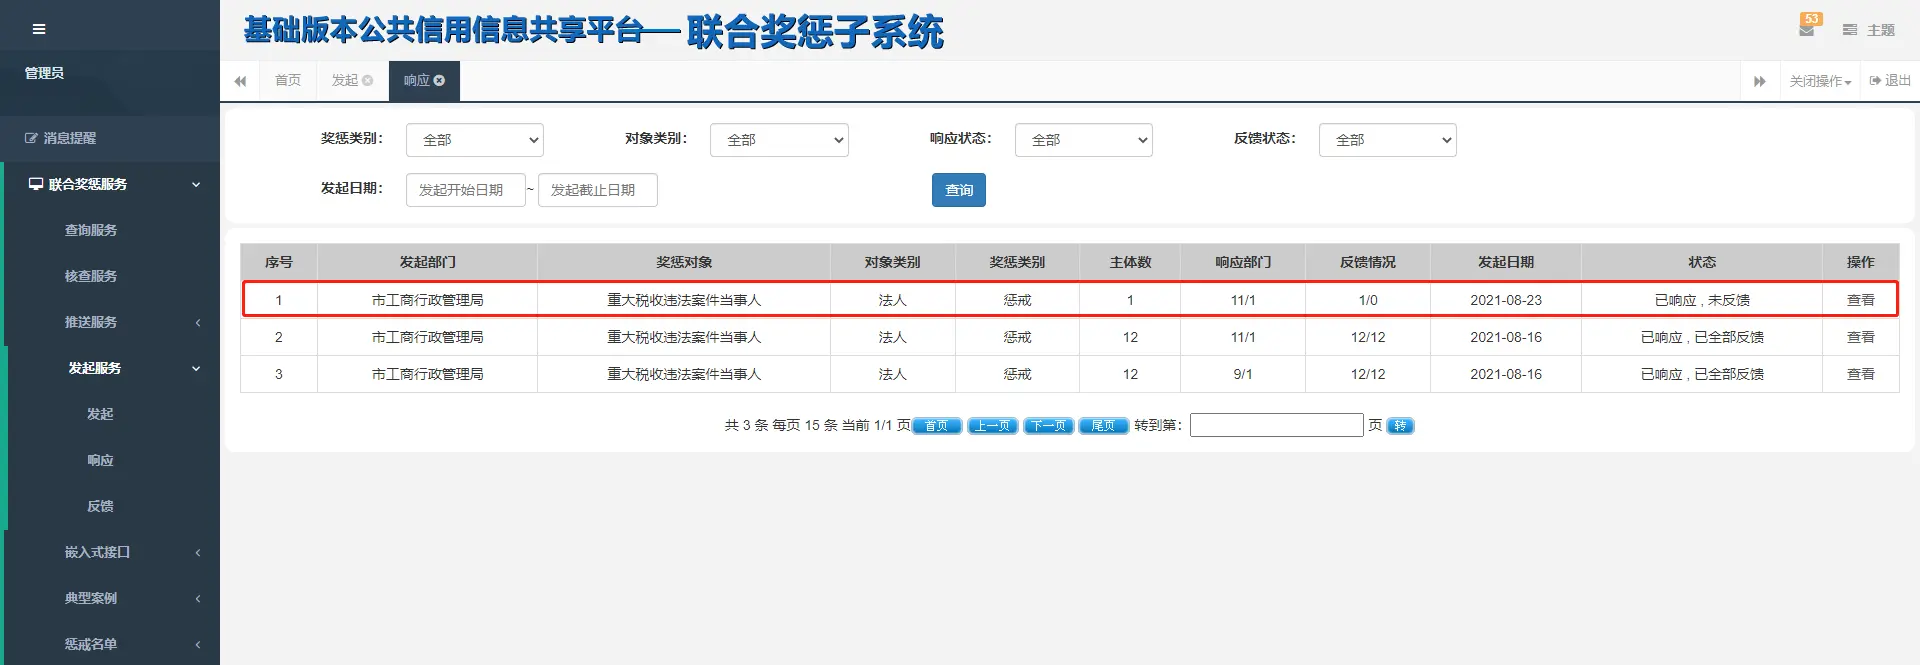 基础版本公共信用信息共享平台—— 联合奖惩子系统
53
主题
管理员
首页 发起 响应 关闭操作 退出
消息提醒
联合奖惩服务
查询服务
核查服务
推送服务
发起服务
发起
响应
反馈
嵌入式接口
典型案例
惩戒名单
奖惩类别： 全部 对象类别： 全部 响应状态： 全部 反馈状态： 全部
发起日期： 发起开始日期 ~ 发起截止日期 查询
序号 发起部门 奖惩对象 对象类别 奖惩类别 主体数 响应部门 反馈情况 发起日期 状态 操作
1 市工商行政管理局 重大税收违法案件当事人 法人 惩戒 1 11/1 1/0 2021-08-23 已响应 , 未反馈 查看
2 市工商行政管理局 重大税收违法案件当事人 法人 惩戒 12 11/1 12/12 2021-08-16 已响应 , 已全部反馈 查看
3 市工商行政管理局 重大税收违法案件当事人 法人 惩戒 12 9/1 12/12 2021-08-16 已响应 , 已全部反馈 查看
共 3 条 每页 15 条 当前 1/1 页 首页 上一页 下一页 尾页 转到第： 页 转